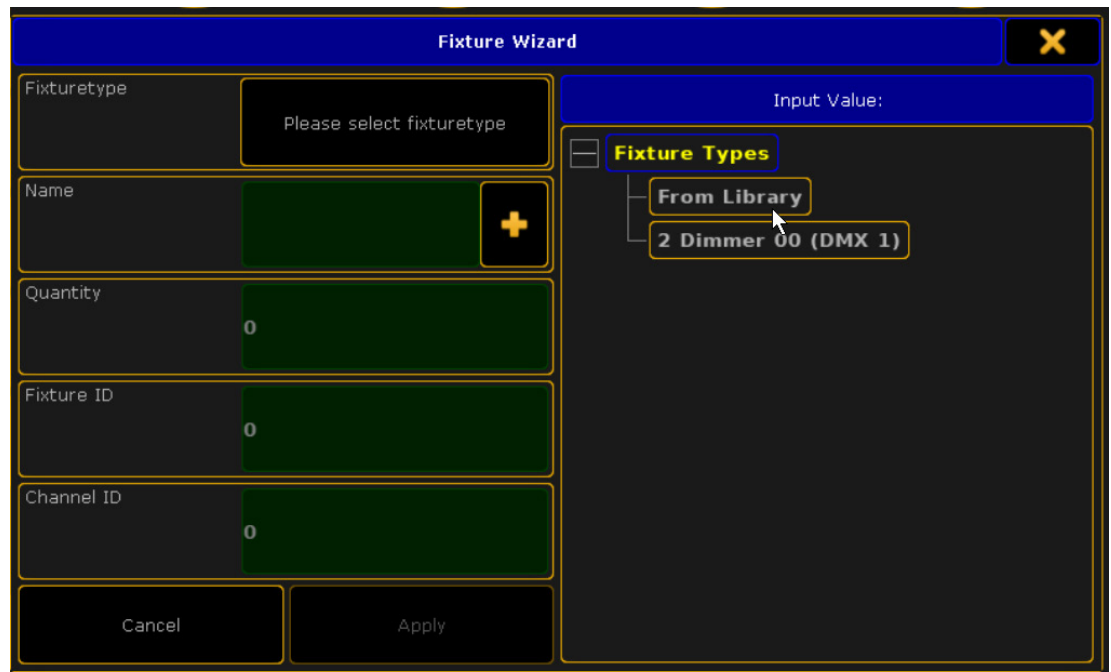 Fixture Wizard
Fixturetype
Please select fixturetype
Name
Quantity
0
Fixture ID
0
Channel ID
0
Cancel
Apply
Input Value:
Fixture Types
From Library
2 Dimmer 00 (DMX 1)